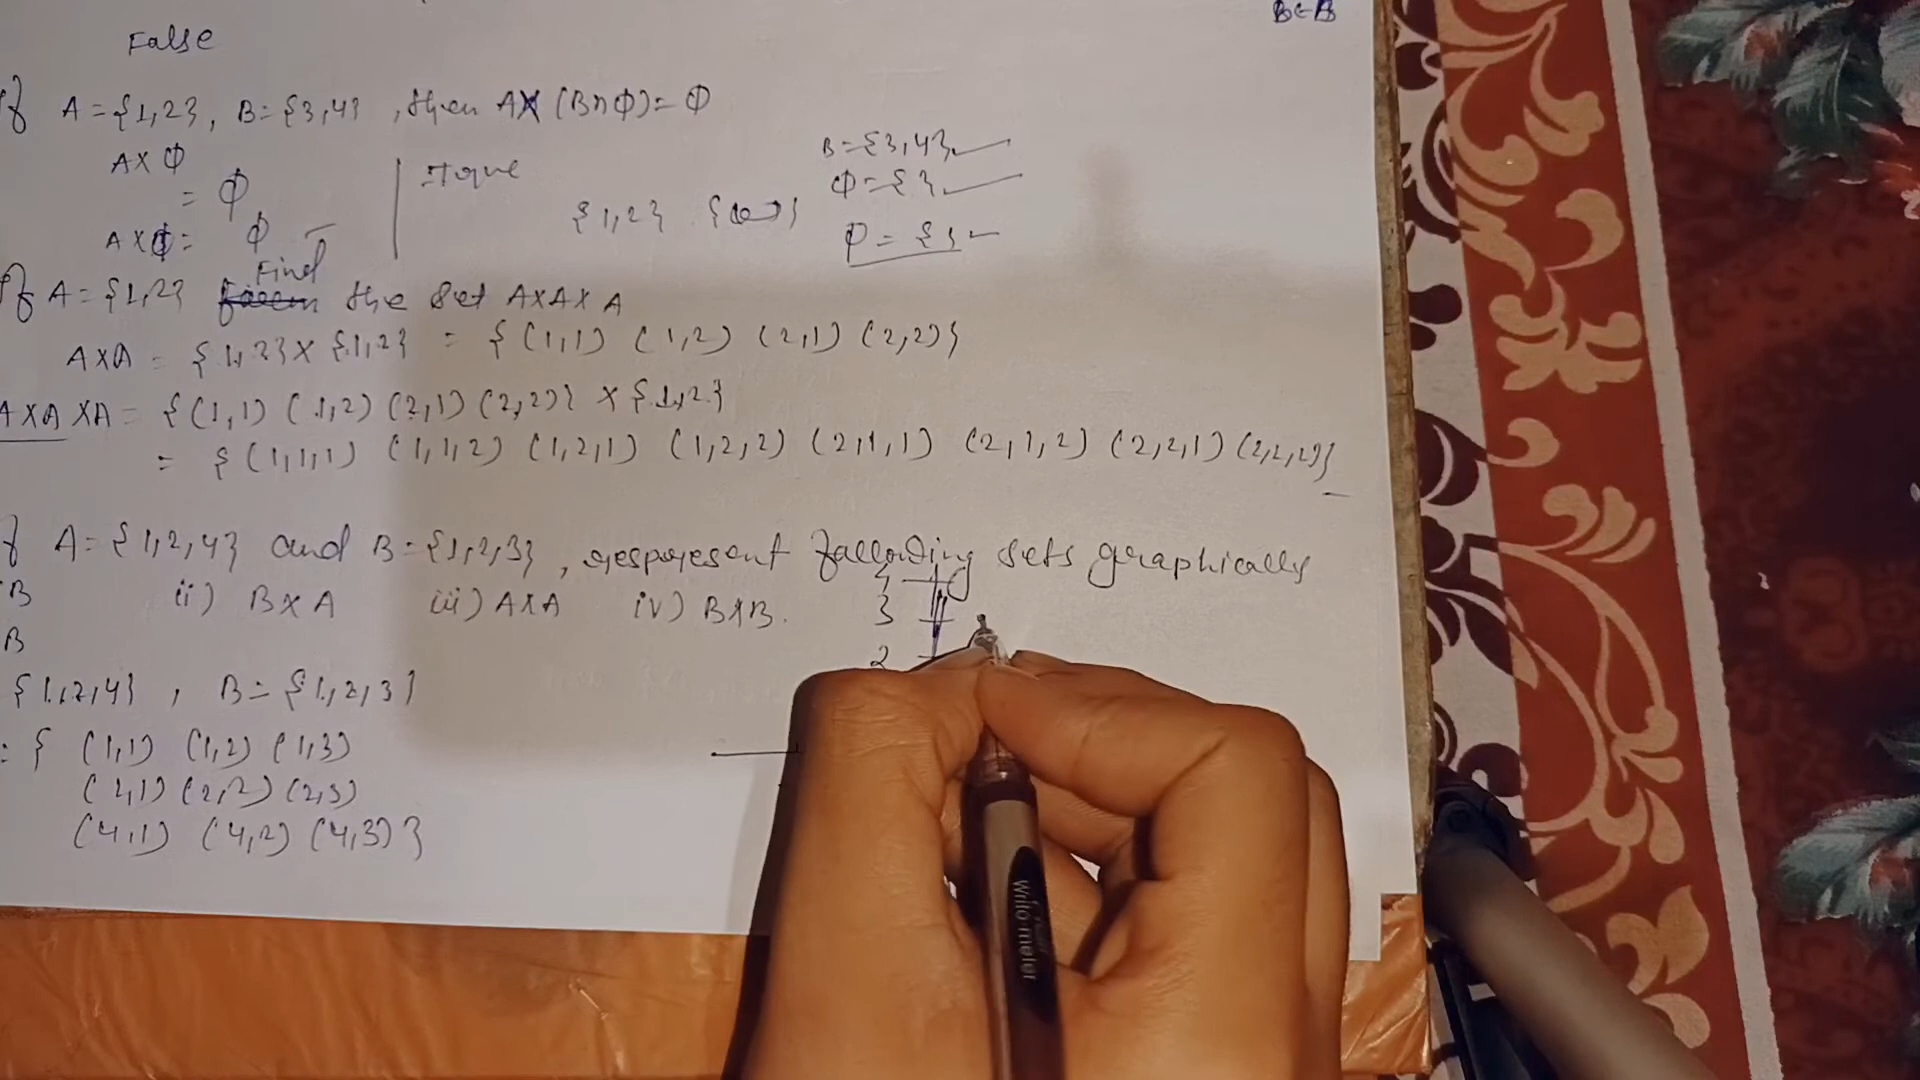 B∈B
False
If A = {1,2}, B = {3,4}, then A× (B∩Φ) = Φ
A× Φ
= Φ
A×Φ = Φ
True
{1,2}
B = {3,4}
Φ = { }
Φ = { }
Find
If A = {1,2} the set A×A×A
A×A = {1,2} × {1,2} = {(1,1) (1,2) (2,1) (2,2)}
A×A×A = {(1,1) (1,2) (2,1) (2,2)} × {1,2}
= {(1,1,1) (1,1,2) (1,2,1) (1,2,2) (2,1,1) (2,1,2) (2,2,1) (2,2,2)}
f A = {1,2,4} and B = {1,2,3}, represent following sets graphically
B ii) B×A iii) A×A iv) B×B.
B
{1,2,4}, B = {1,2,3}
= { (1,1) (1,2) (1,3)
(2,1) (2,2) (2,3)
(4,1) (4,2) (4,3) }
4
3
2
writo meter